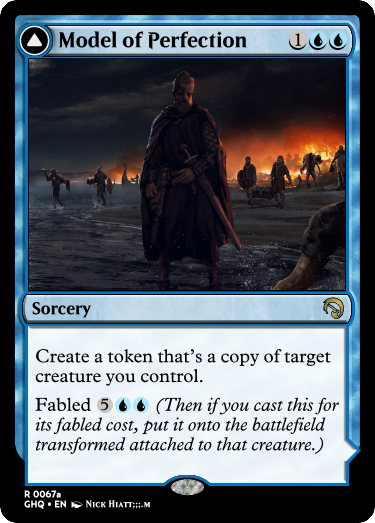 Model of Perfection 1
Sorcery
Create a token that's a copy of target
creature you control.
Fabled 5 (Then if you cast this for
its fabled cost, put it onto the battlefield
transformed attached to that creature.)
R 0067a
GHQ • EN Nick Hiatt;;;.M